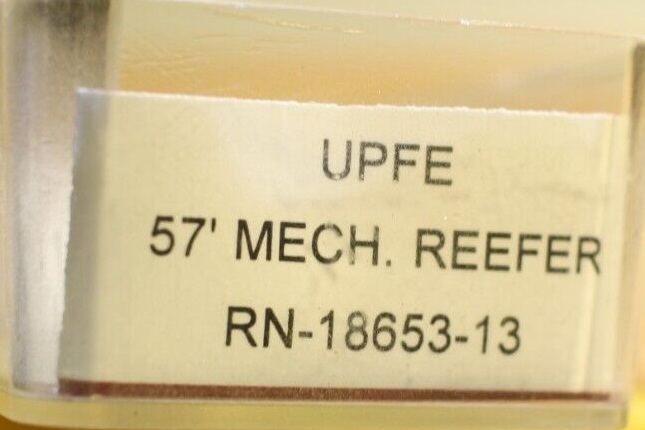 UPFE
57' MECH. REEFER
RN-18653-13